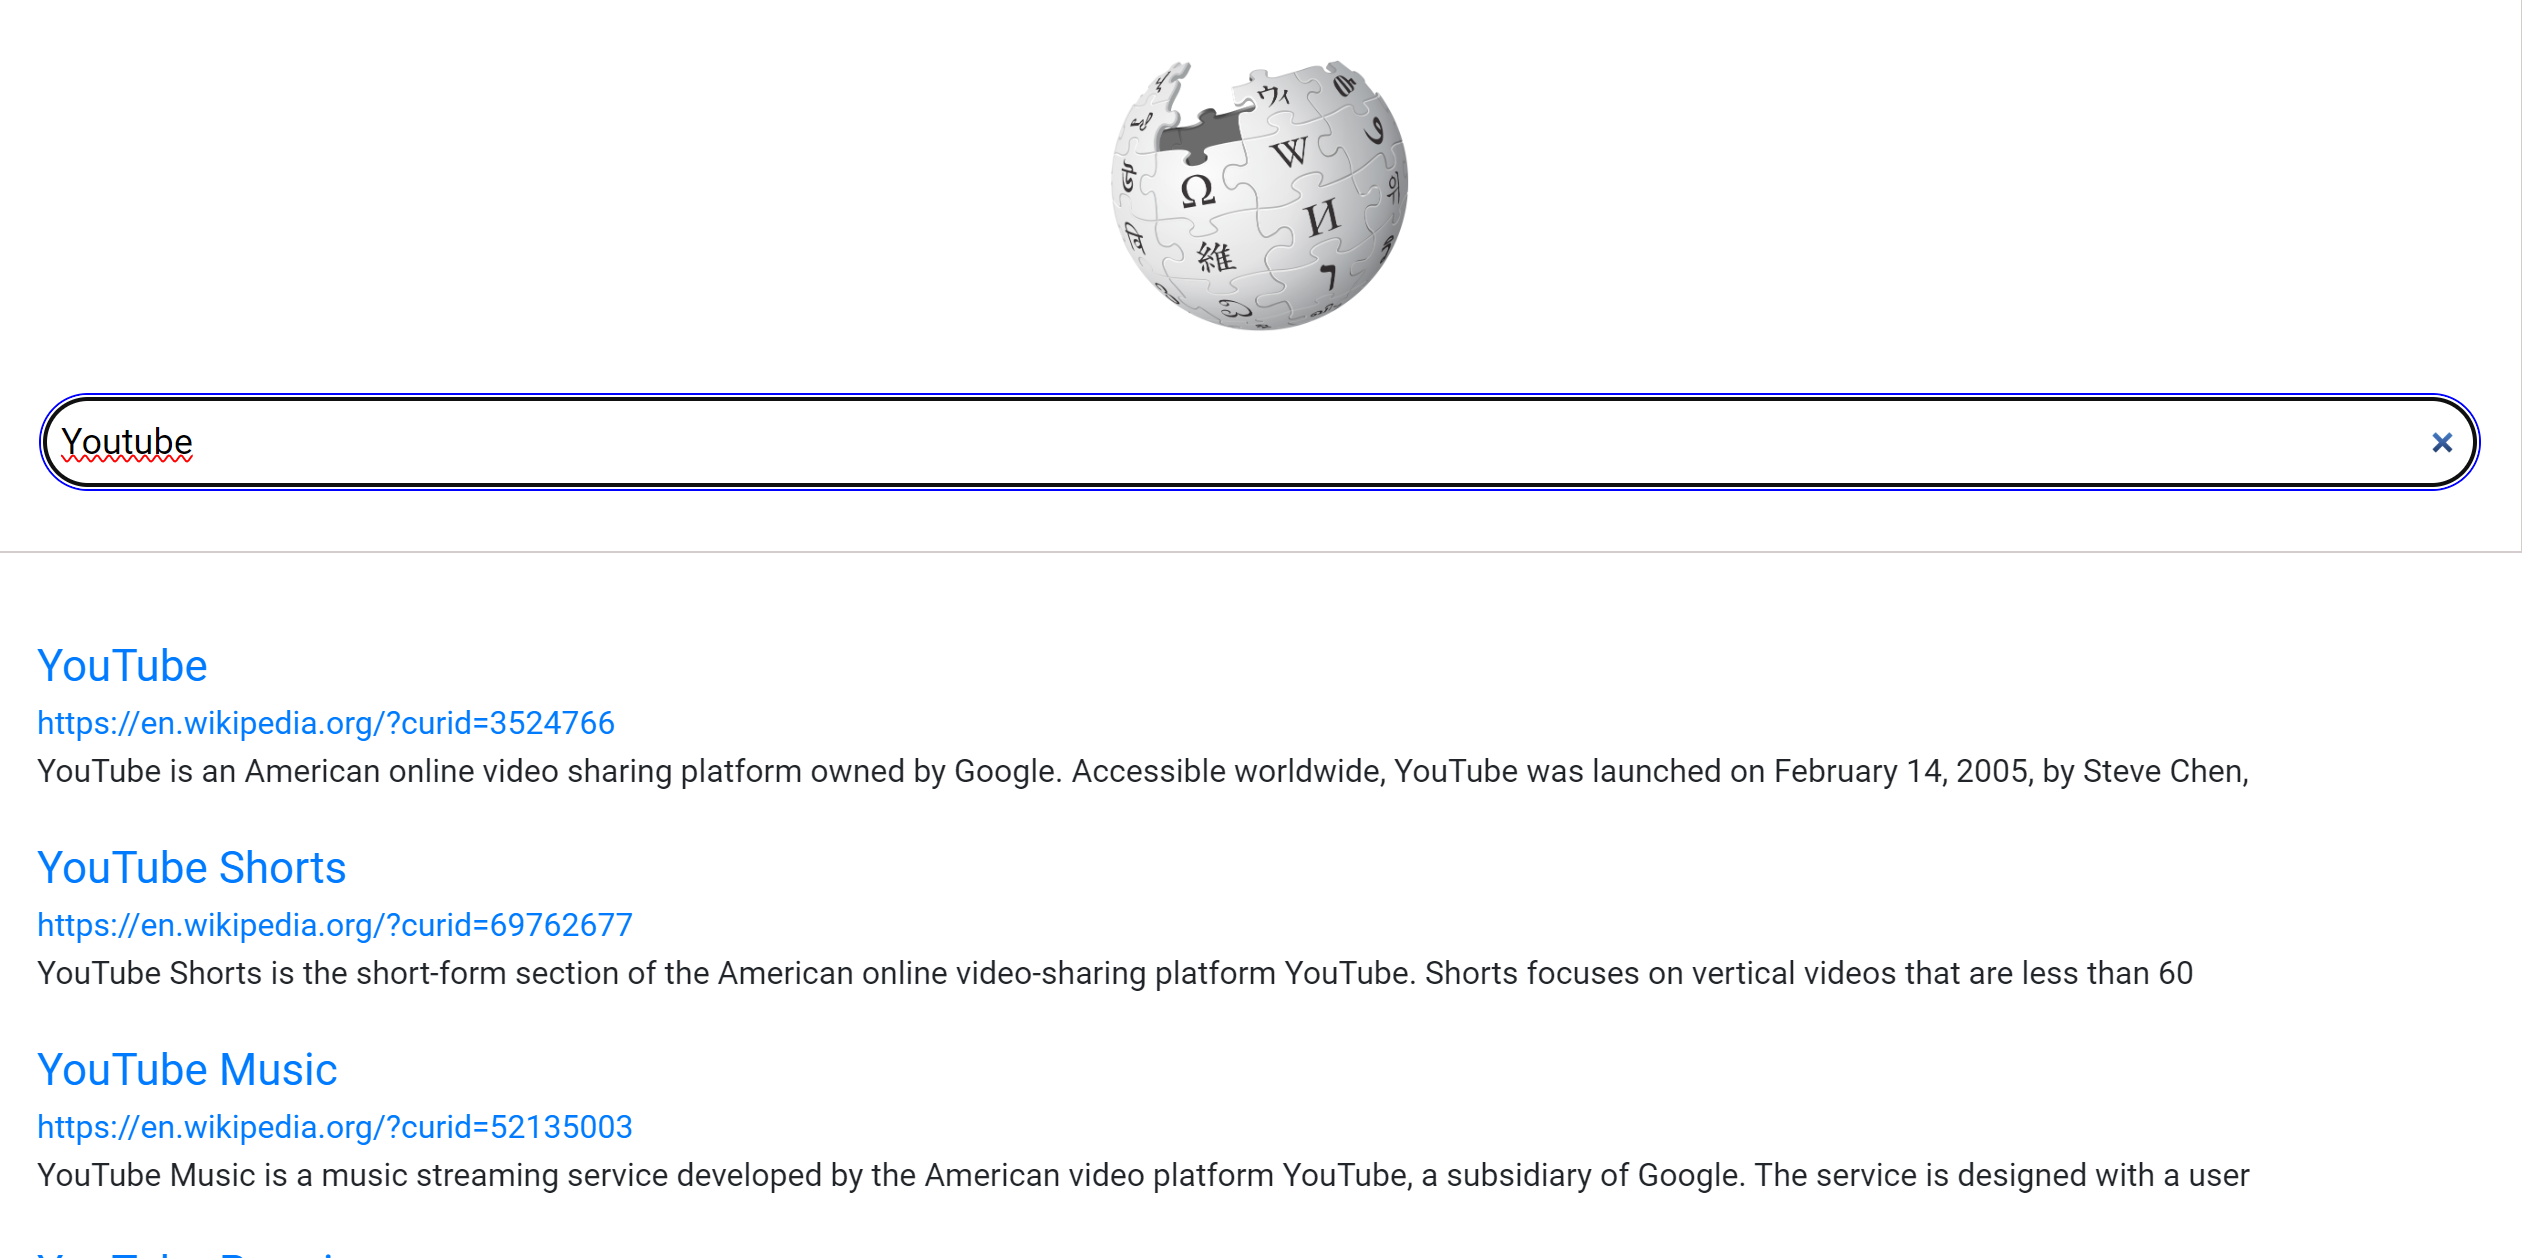 Ω
W
И
維
ウィ
Youtube
YouTube
https://en.wikipedia.org/?curid=3524766
YouTube is an American online video sharing platform owned by Google. Accessible worldwide, YouTube was launched on February 14, 2005, by Steve Chen,
YouTube Shorts
https://en.wikipedia.org/?curid=69762677
YouTube Shorts is the short-form section of the American online video-sharing platform YouTube. Shorts focuses on vertical videos that are less than 60
YouTube Music
https://en.wikipedia.org/?curid=52135003
YouTube Music is a music streaming service developed by the American video platform YouTube, a subsidiary of Google. The service is designed with a user